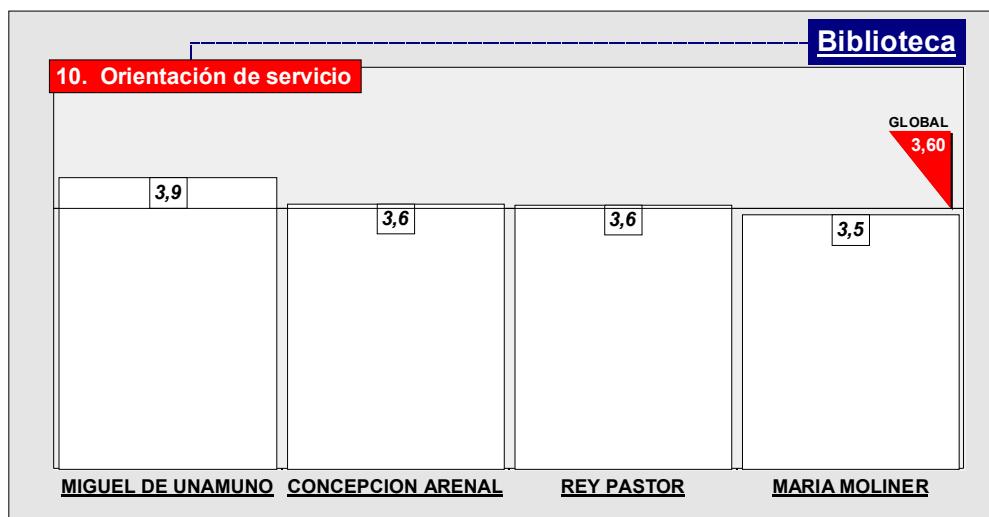 Biblioteca
10. Orientación de servicio
GLOBAL
3,60
3,9
3,6
3,6
3,5
MIGUEL DE UNAMUNO
CONCEPCION ARENAL
REY PASTOR
MARIA MOLINER